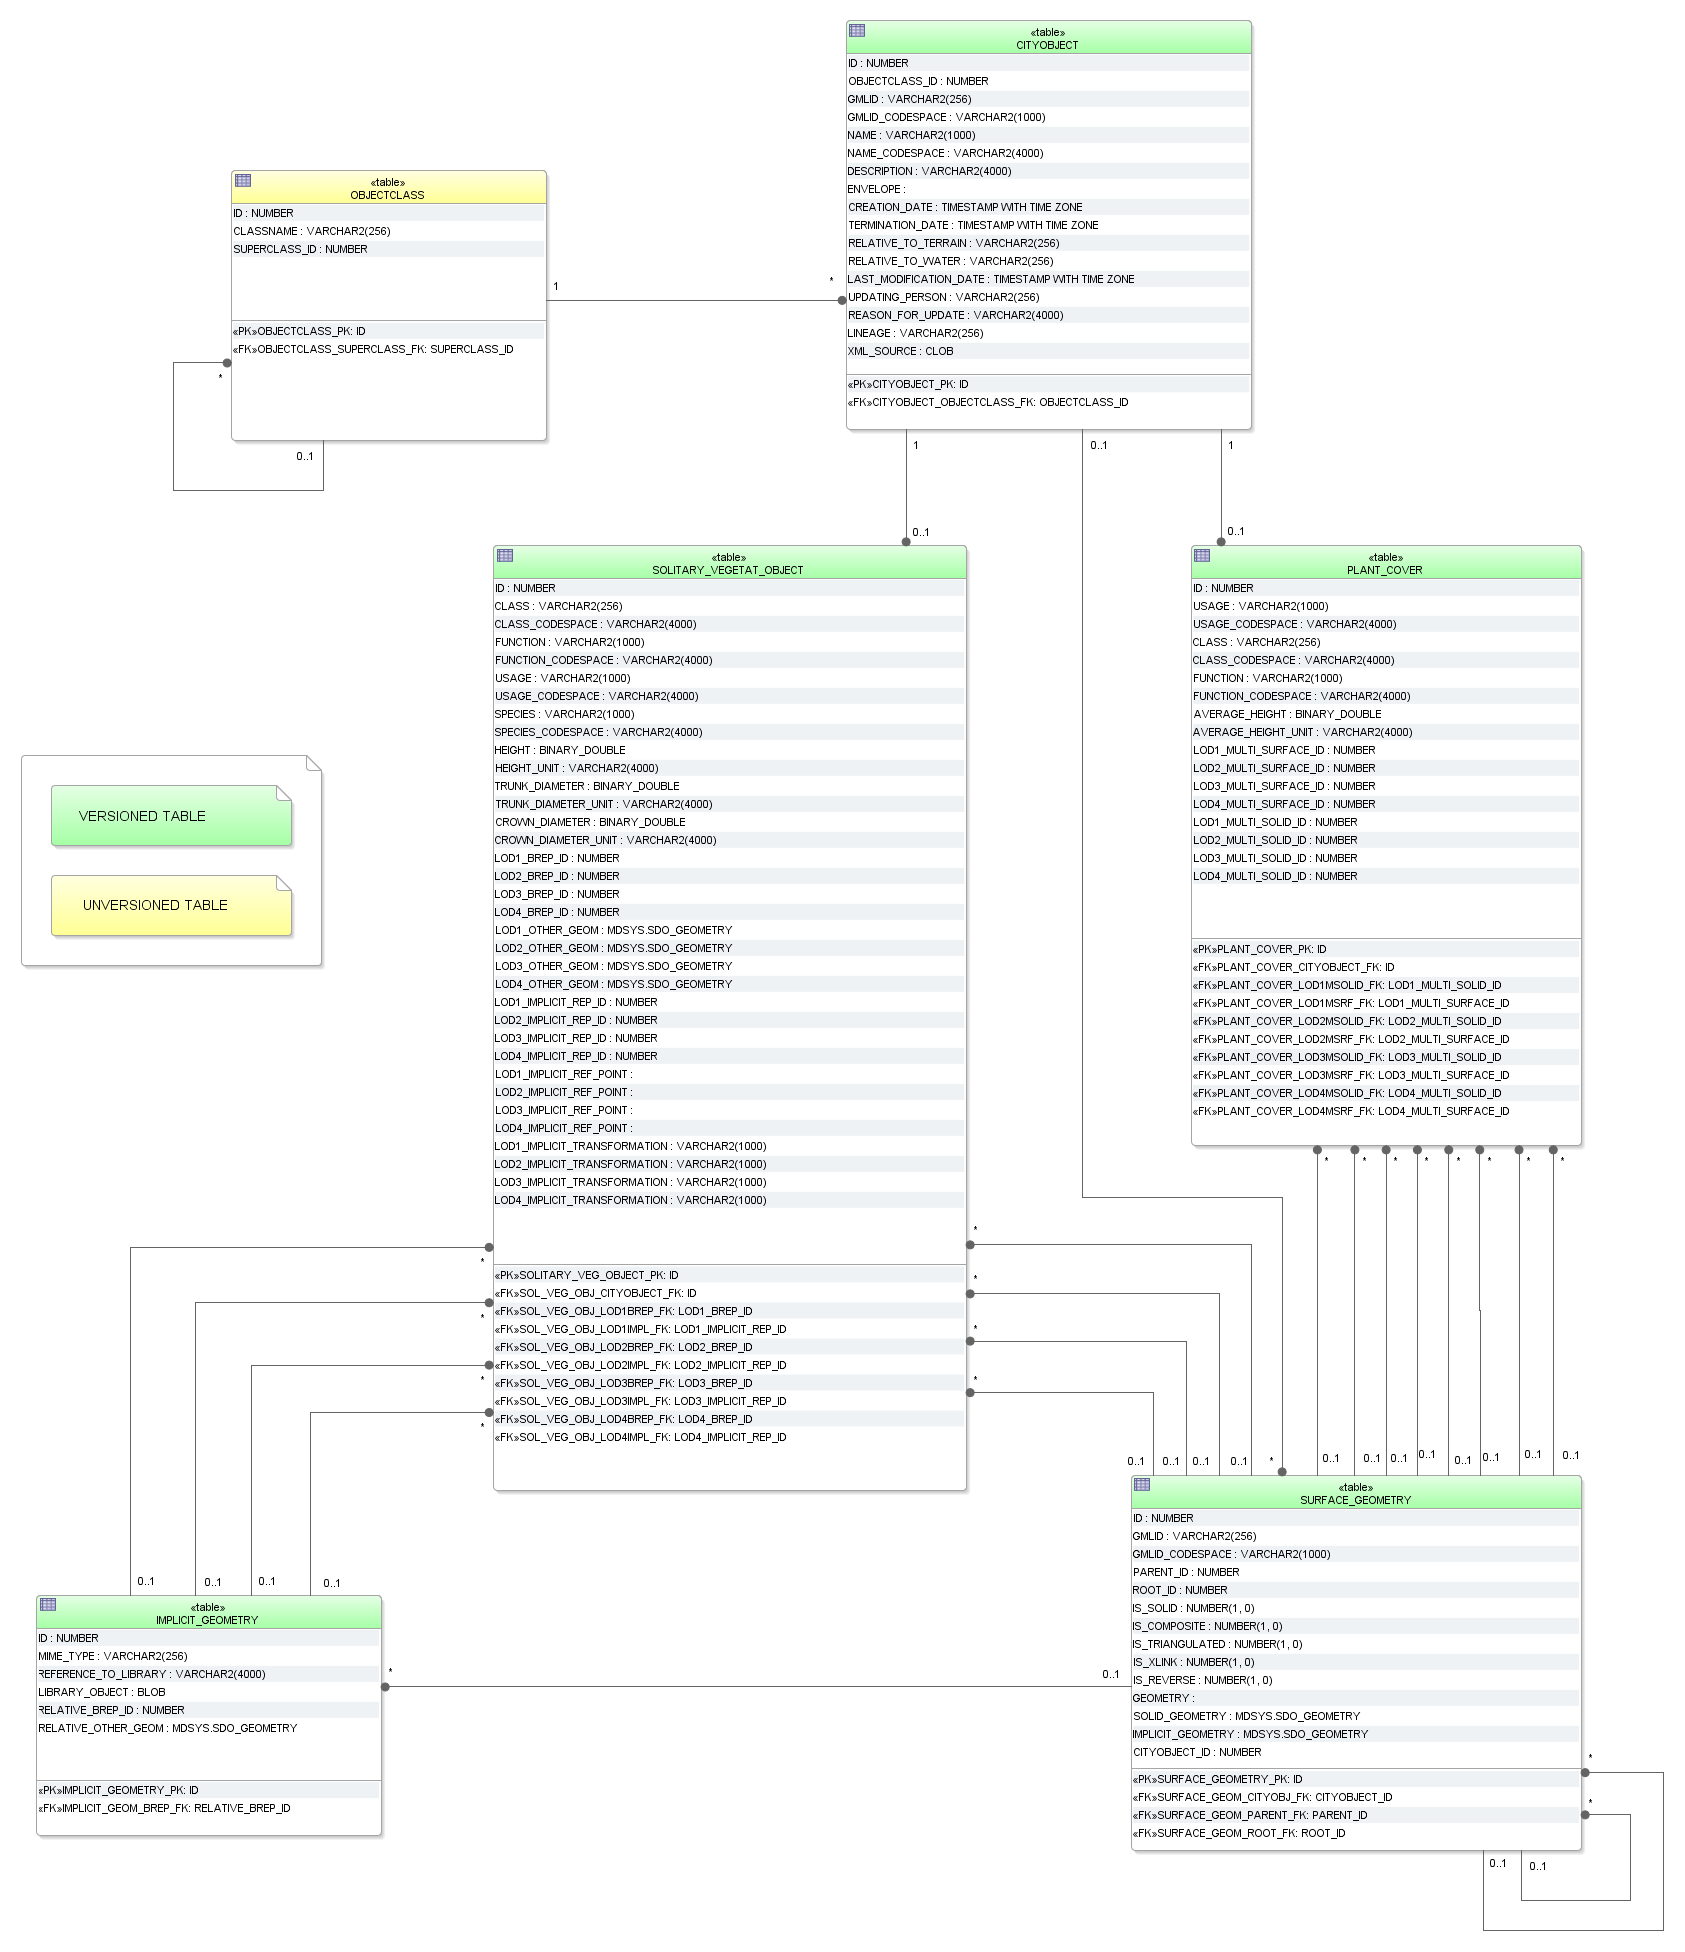 «table»
CITYOBJECT
ID : NUMBER
OBJECTCLASS_ID : NUMBER
GMLID : VARCHAR2(256)
GMLID_CODESPACE : VARCHAR2(1000)
NAME : VARCHAR2(1000)
NAME_CODESPACE : VARCHAR2(4000)
DESCRIPTION : VARCHAR2(4000)
ENVELOPE :
CREATION_DATE : TIMESTAMP WITH TIME ZONE
TERMINATION_DATE : TIMESTAMP WITH TIME ZONE
RELATIVE_TO_TERRAIN : VARCHAR2(256)
RELATIVE_TO_WATER : VARCHAR2(256)
LAST_MODIFICATION_DATE : TIMESTAMP WITH TIME ZONE
UPDATING_PERSON : VARCHAR2(256)
REASON_FOR_UPDATE : VARCHAR2(4000)
LINEAGE : VARCHAR2(256)
XML_SOURCE : CLOB
«PK»CITYOBJECT_PK: ID
«FK»CITYOBJECT_OBJECTCLASS_FK: OBJECTCLASS_ID
«table»
OBJECTCLASS
ID : NUMBER
CLASSNAME : VARCHAR2(256)
SUPERCLASS_ID : NUMBER
«PK»OBJECTCLASS_PK: ID
«FK»OBJECTCLASS_SUPERCLASS_FK: SUPERCLASS_ID
1
*
*
0..1
1
0..1
1
0..1
0..1
«table»
SOLITARY_VEGETAT_OBJECT
ID : NUMBER
CLASS : VARCHAR2(256)
CLASS_CODESPACE : VARCHAR2(4000)
FUNCTION : VARCHAR2(1000)
FUNCTION_CODESPACE : VARCHAR2(4000)
USAGE : VARCHAR2(1000)
USAGE_CODESPACE : VARCHAR2(4000)
SPECIES : VARCHAR2(1000)
SPECIES_CODESPACE : VARCHAR2(4000)
HEIGHT : BINARY_DOUBLE
HEIGHT_UNIT : VARCHAR2(4000)
TRUNK_DIAMETER : BINARY_DOUBLE
TRUNK_DIAMETER_UNIT : VARCHAR2(4000)
CROWN_DIAMETER : BINARY_DOUBLE
CROWN_DIAMETER_UNIT : VARCHAR2(4000)
LOD1_BREP_ID : NUMBER
LOD2_BREP_ID : NUMBER
LOD3_BREP_ID : NUMBER
LOD4_BREP_ID : NUMBER
LOD1_OTHER_GEOM : MDSYS.SDO_GEOMETRY
LOD2_OTHER_GEOM : MDSYS.SDO_GEOMETRY
LOD3_OTHER_GEOM : MDSYS.SDO_GEOMETRY
LOD4_OTHER_GEOM : MDSYS.SDO_GEOMETRY
LOD1_IMPLICIT_REP_ID : NUMBER
LOD2_IMPLICIT_REP_ID : NUMBER
LOD3_IMPLICIT_REP_ID : NUMBER
LOD4_IMPLICIT_REP_ID : NUMBER
LOD1_IMPLICIT_REF_POINT :
LOD2_IMPLICIT_REF_POINT :
LOD3_IMPLICIT_REF_POINT :
LOD4_IMPLICIT_REF_POINT :
LOD1_IMPLICIT_TRANSFORMATION : VARCHAR2(1000)
LOD2_IMPLICIT_TRANSFORMATION : VARCHAR2(1000)
LOD3_IMPLICIT_TRANSFORMATION : VARCHAR2(1000)
LOD4_IMPLICIT_TRANSFORMATION : VARCHAR2(1000)
«PK»SOLITARY_VEG_OBJECT_PK: ID
«FK»SOL_VEG_OBJ_CITYOBJECT_FK: ID
«FK»SOL_VEG_OBJ_LOD1BREP_FK: LOD1_BREP_ID
«FK»SOL_VEG_OBJ_LOD1IMPL_FK: LOD1_IMPLICIT_REP_ID
«FK»SOL_VEG_OBJ_LOD2BREP_FK: LOD2_BREP_ID
«FK»SOL_VEG_OBJ_LOD2IMPL_FK: LOD2_IMPLICIT_REP_ID
«FK»SOL_VEG_OBJ_LOD3BREP_FK: LOD3_BREP_ID
«FK»SOL_VEG_OBJ_LOD3IMPL_FK: LOD3_IMPLICIT_REP_ID
«FK»SOL_VEG_OBJ_LOD4BREP_FK: LOD4_BREP_ID
«FK»SOL_VEG_OBJ_LOD4IMPL_FK: LOD4_IMPLICIT_REP_ID
«table»
PLANT_COVER
ID : NUMBER
USAGE : VARCHAR2(1000)
USAGE_CODESPACE : VARCHAR2(4000)
CLASS : VARCHAR2(256)
CLASS_CODESPACE : VARCHAR2(4000)
FUNCTION : VARCHAR2(1000)
FUNCTION_CODESPACE : VARCHAR2(4000)
AVERAGE_HEIGHT : BINARY_DOUBLE
AVERAGE_HEIGHT_UNIT : VARCHAR2(4000)
LOD1_MULTI_SURFACE_ID : NUMBER
LOD2_MULTI_SURFACE_ID : NUMBER
LOD3_MULTI_SURFACE_ID : NUMBER
LOD4_MULTI_SURFACE_ID : NUMBER
LOD1_MULTI_SOLID_ID : NUMBER
LOD2_MULTI_SOLID_ID : NUMBER
LOD3_MULTI_SOLID_ID : NUMBER
LOD4_MULTI_SOLID_ID : NUMBER
«PK»PLANT_COVER_PK: ID
«FK»PLANT_COVER_CITYOBJECT_FK: ID
«FK»PLANT_COVER_LOD1MSOLID_FK: LOD1_MULTI_SOLID_ID
«FK»PLANT_COVER_LOD1MSRF_FK: LOD1_MULTI_SURFACE_ID
«FK»PLANT_COVER_LOD2MSOLID_FK: LOD2_MULTI_SOLID_ID
«FK»PLANT_COVER_LOD2MSRF_FK: LOD2_MULTI_SURFACE_ID
«FK»PLANT_COVER_LOD3MSOLID_FK: LOD3_MULTI_SOLID_ID
«FK»PLANT_COVER_LOD3MSRF_FK: LOD3_MULTI_SURFACE_ID
«FK»PLANT_COVER_LOD4MSOLID_FK: LOD4_MULTI_SOLID_ID
«FK»PLANT_COVER_LOD4MSRF_FK: LOD4_MULTI_SURFACE_ID
VERSIONED TABLE
UNVERSIONED TABLE
* * * * * * * *
*
*
*
*
*
*
*
*
0..1 0..1 0..1 0..1 * 0..1 0..1 0..1 0..1 0..1 0..1 0..1 0..1
0..1 0..1 0..1 0..1
«table»
IMPLICIT_GEOMETRY
ID : NUMBER
MIME_TYPE : VARCHAR2(256)
REFERENCE_TO_LIBRARY : VARCHAR2(4000)
LIBRARY_OBJECT : BLOB
RELATIVE_BREP_ID : NUMBER
RELATIVE_OTHER_GEOM : MDSYS.SDO_GEOMETRY
«PK»IMPLICIT_GEOMETRY_PK: ID
«FK»IMPLICIT_GEOM_BREP_FK: RELATIVE_BREP_ID
*
0..1
«table»
SURFACE_GEOMETRY
ID : NUMBER
GMLID : VARCHAR2(256)
GMLID_CODESPACE : VARCHAR2(1000)
PARENT_ID : NUMBER
ROOT_ID : NUMBER
IS_SOLID : NUMBER(1, 0)
IS_COMPOSITE : NUMBER(1, 0)
IS_TRIANGULATED : NUMBER(1, 0)
IS_XLINK : NUMBER(1, 0)
IS_REVERSE : NUMBER(1, 0)
GEOMETRY :
SOLID_GEOMETRY : MDSYS.SDO_GEOMETRY
IMPLICIT_GEOMETRY : MDSYS.SDO_GEOMETRY
CITYOBJECT_ID : NUMBER
«PK»SURFACE_GEOMETRY_PK: ID
«FK»SURFACE_GEOM_CITYOBJ_FK: CITYOBJECT_ID
«FK»SURFACE_GEOM_PARENT_FK: PARENT_ID
«FK»SURFACE_GEOM_ROOT_FK: ROOT_ID
*
*
0..1
0..1